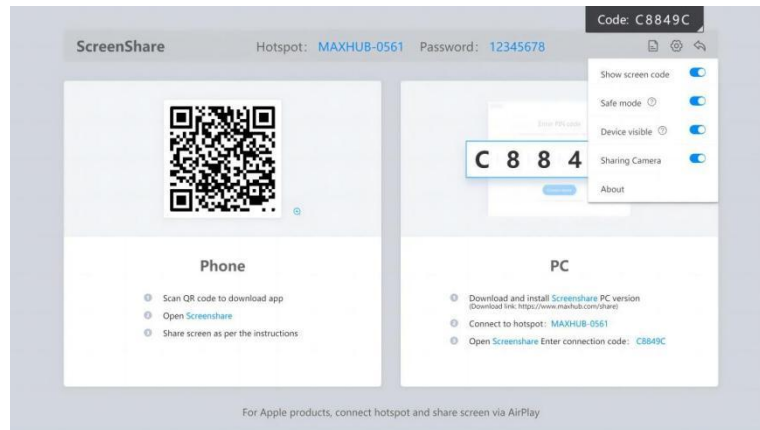 Code: C8849C
ScreenShare Hotspot: MAXHUB-0561 Password: 12345678
Show screen code
Safe mode
Device visible
Sharing Camera
About
Enter PIN code
C 8 8 4
Phone
Scan QR code to download app
Open Screenshare
Share screen as per the instructions
PC
Download and install Screenshare PC version
(Download link: https://www.maxhub.com/share)
Connect to hotspot: MAXHUB-0561
Open Screenshare Enter connection code: C8849C
For Apple products, connect hotspot and share screen via AirPlay